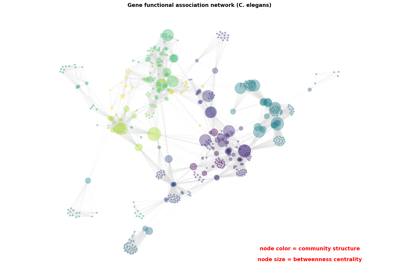 Gene functional association network (C. elegans)
node color = community structure
node size = betweenness centrality